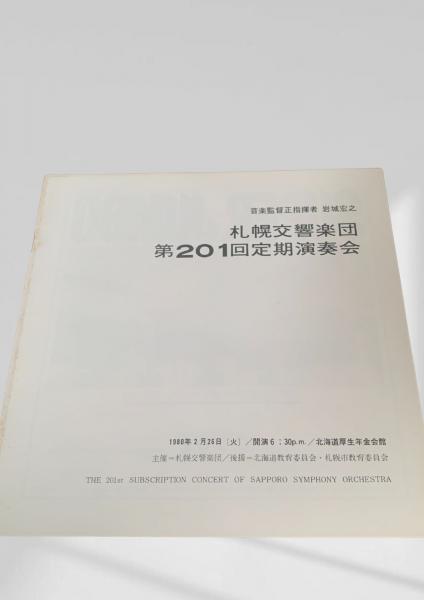 音楽監督正指揮者 岩城宏之
札幌交響楽団
第201回定期演奏会
1980年2月26日〔火〕／開演6：30p.m.／北海道厚生年金会館
主催＝札幌交響楽団／後援＝北海道教育委員会・札幌市教育委員会
THE 201st SUBSCRIPTION CONCERT OF SAPPORO SYMPHONY ORCHESTRA